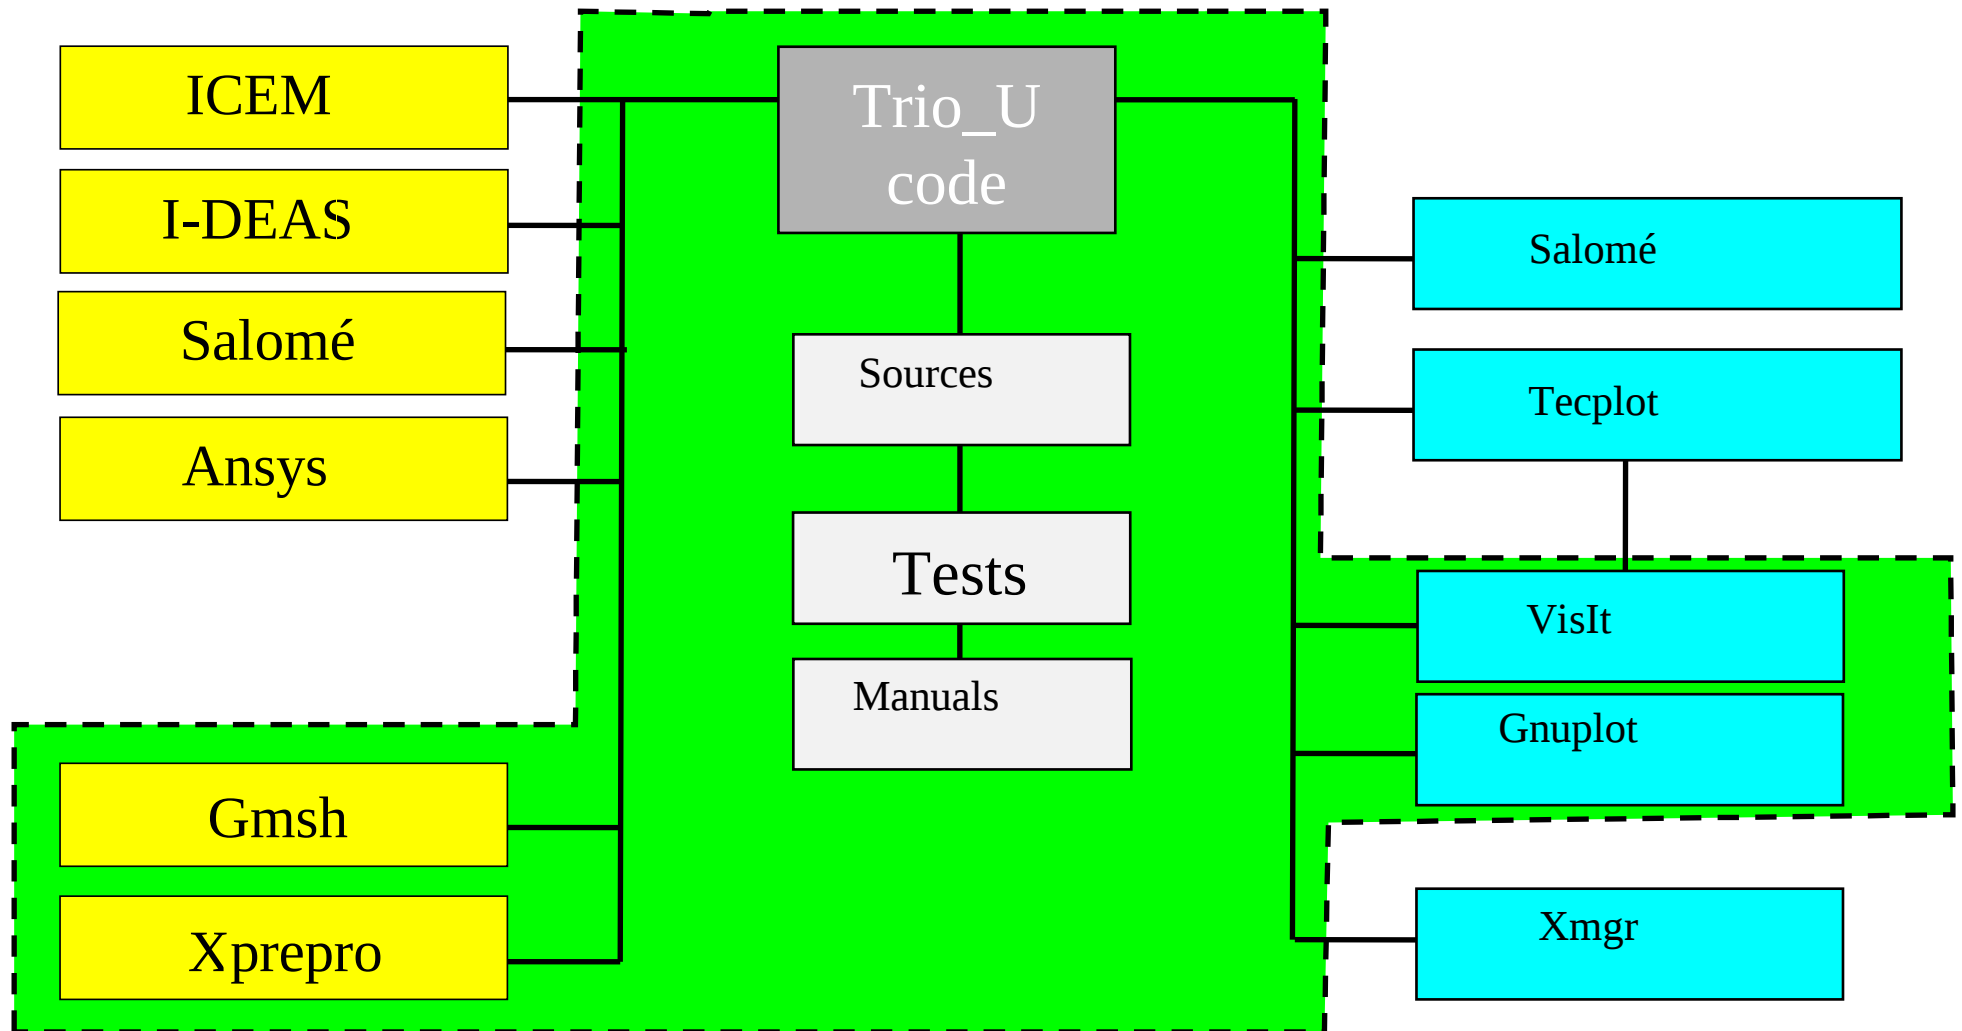 ICEM
I-DEAS
Salomé
Ansys
Gmsh
Xprepro
Trio_U
code
Sources
Tests
Manuals
Salomé
Tecplot
VisIt
Gnuplot
Xmgr